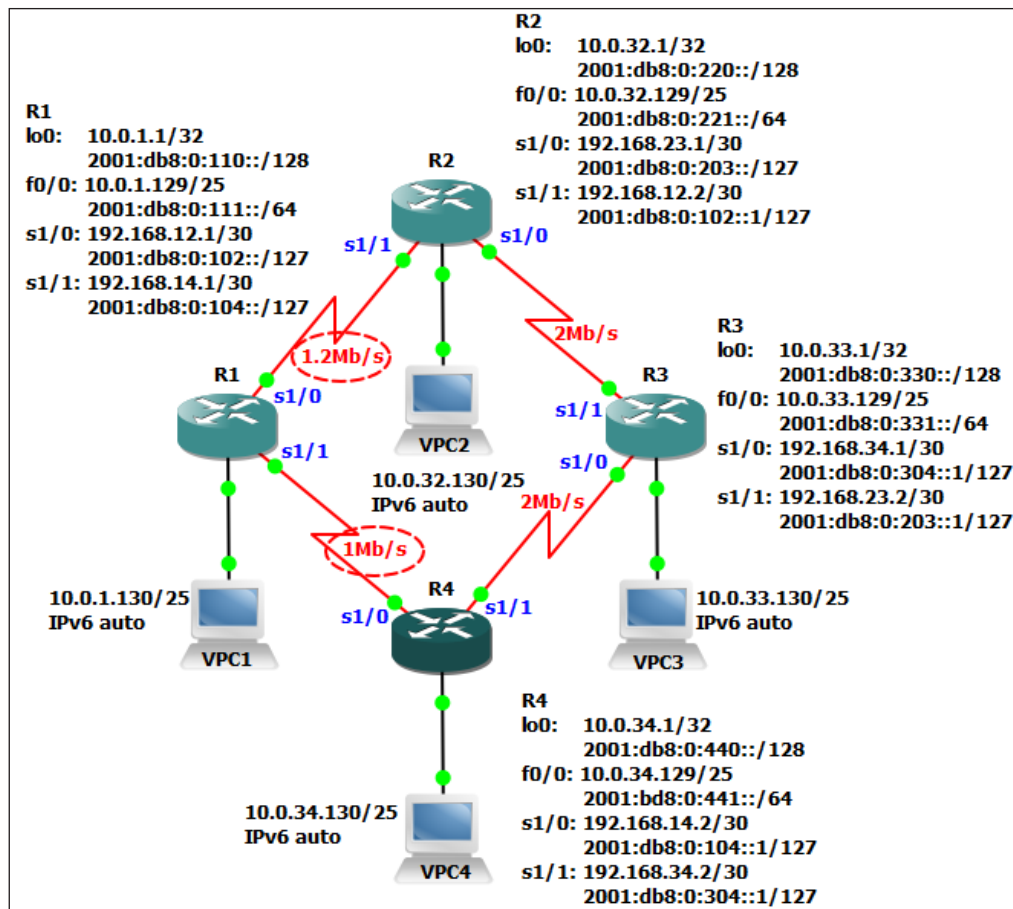 R2
lo0: 10.0.32.1/32
2001:db8:0:220::/128
f0/0: 10.0.32.129/25
2001:db8:0:221::/64
s1/0: 192.168.23.1/30
2001:db8:0:203::/127
s1/1: 192.168.12.2/30
2001:db8:0:102::1/127
R1
lo0: 10.0.1.1/32
2001:db8:0:110::/128
f0/0: 10.0.1.129/25
2001:db8:0:111::/64
s1/0: 192.168.12.1/30
2001:db8:0:102::/127
s1/1: 192.168.14.1/30
2001:db8:0:104::/127
R2
s1/1
s1/0
1.2Mb/s
2Mb/s
R1
s1/0
s1/1
VPC2
10.0.32.130/25
IPv6 auto
R3
s1/1
s1/0
2Mb/s
R3
lo0: 10.0.33.1/32
2001:db8:0:330::/128
f0/0: 10.0.33.129/25
2001:db8:0:331::/64
s1/0: 192.168.34.1/30
2001:db8:0:304::1/127
s1/1: 192.168.23.2/30
2001:db8:0:203::1/127
1Mb/s
R4
s1/0
s1/1
10.0.1.130/25
IPv6 auto
VPC1
10.0.33.130/25
IPv6 auto
VPC3
10.0.34.130/25
IPv6 auto
VPC4
R4
lo0: 10.0.34.1/32
2001:db8:0:440::/128
f0/0: 10.0.34.129/25
2001:bd8:0:441::/64
s1/0: 192.168.14.2/30
2001:db8:0:104::1/127
s1/1: 192.168.34.2/30
2001:db8:0:304::1/127